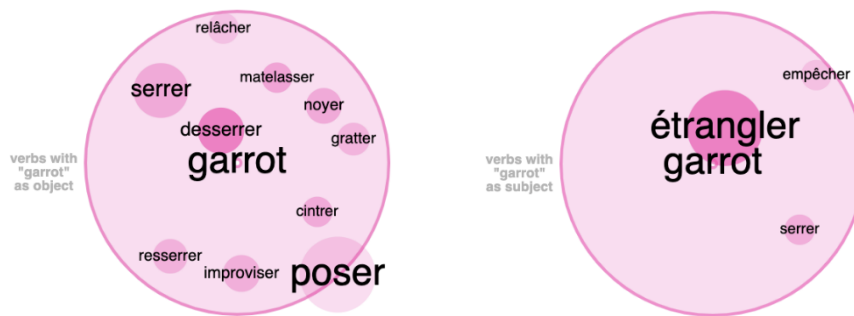 relâcher
serrer
matelasser
noyer
desserrer
gratter
verbs with
"garrot"
as object
garrot
cintrer
resserrer
improviser
poser
empêcher
étrangler
verbs with
"garrot"
as subject
garrot
serrer